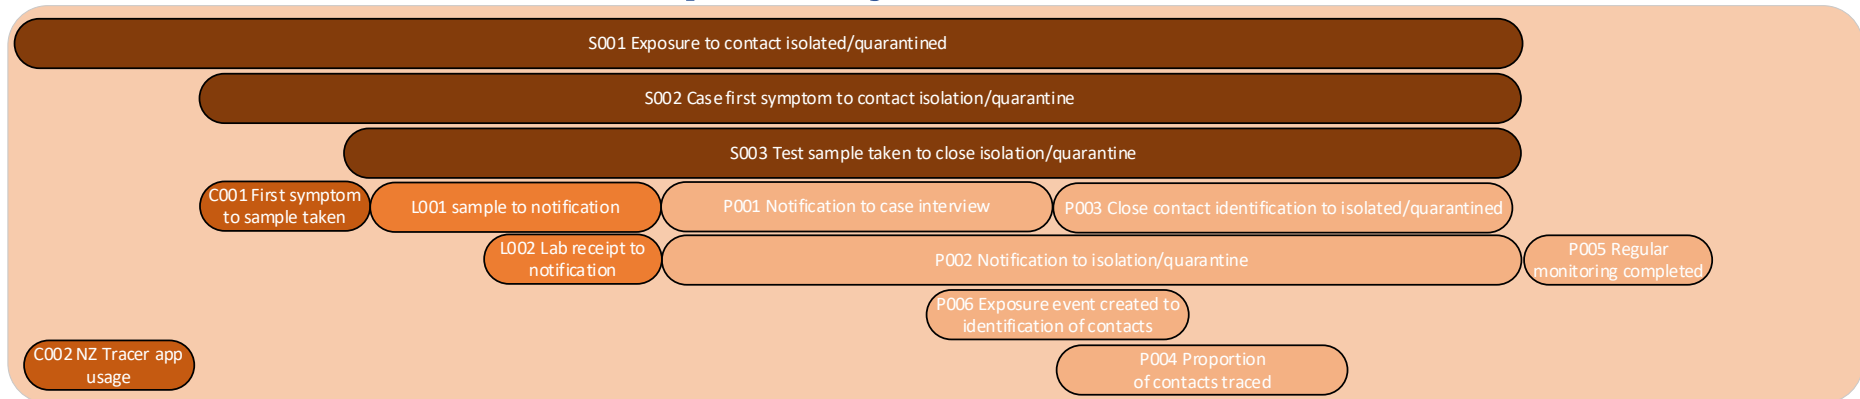 S001 Exposure to contact isolated/quarantined
S002 Case first symptom to contact isolation/quarantine
S003 Test sample taken to close isolation/quarantine
C001 First symptom
to sample taken
L001 sample to notification
P001 Notification to case interview
P003 Close contact identification to isolated/quarantined
L002 Lab receipt to
notification
P002 Notification to isolation/quarantine
P005 Regular
monitoring completed
P006 Exposure event created to
identification of contacts
C002 NZ Tracer app
usage
P004 Proportion
of contacts traced